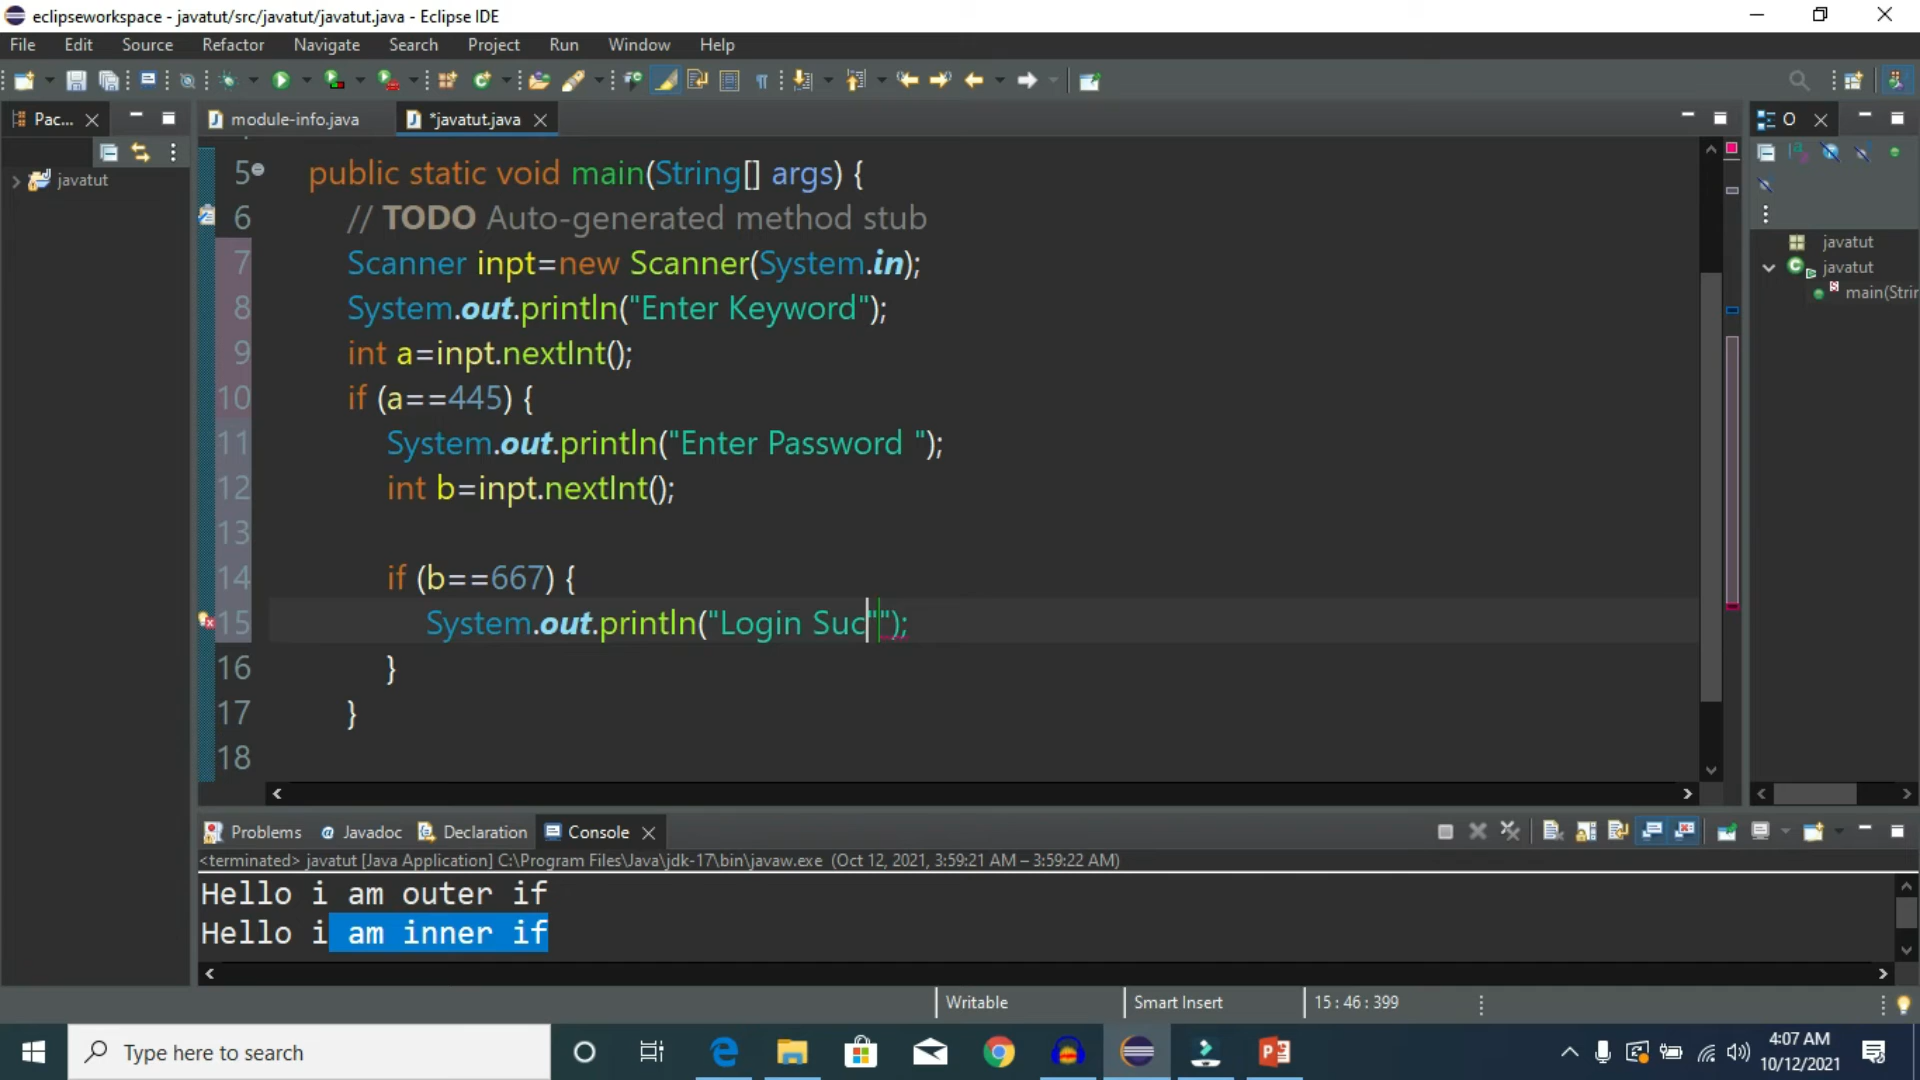 eclipseworkspace - javatut/src/javatut/javatut.java - Eclipse IDE
File Edit Source Refactor Navigate Search Project Run Window Help
Pac...
module-info.java
*javatut.java
O
javatut
5 public static void main(String[] args) {
6 // TODO Auto-generated method stub
7 Scanner inpt=new Scanner(System.in);
8 System.out.println("Enter Keyword");
9 int a=inpt.nextInt();
10 if (a==445) {
11 System.out.println("Enter Password ");
12 int b=inpt.nextInt();
13
14 if (b==667) {
15 System.out.println("Login Suc"");
16 }
17 }
18
javatut
javatut
main(Strin
Problems @ Javadoc Declaration Console
<terminated> javatut [Java Application] C:\Program Files\Java\jdk-17\bin\javaw.exe (Oct 12, 2021, 3:59:21 AM – 3:59:22 AM)
Hello i am outer if
Hello i am inner if
Writable Smart Insert 15 : 46 : 399
Type here to search
4:07 AM
10/12/2021